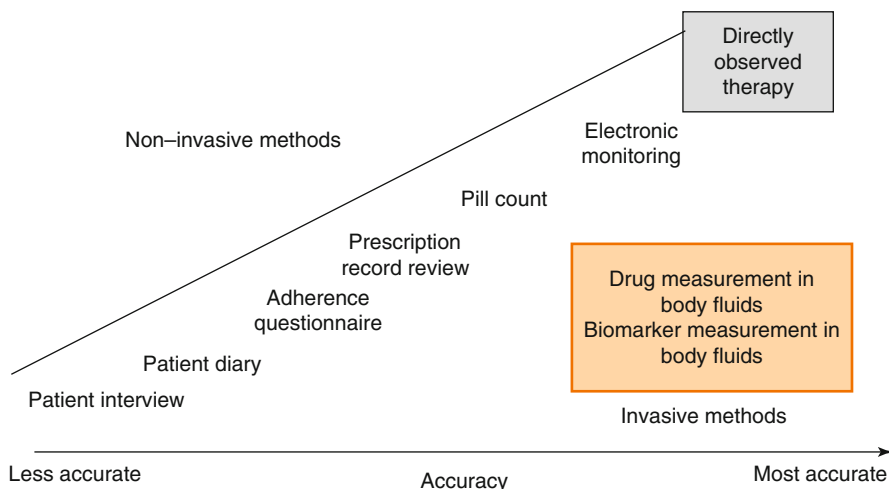 Directly
observed
therapy
Non–invasive methods
Electronic
monitoring
Pill count
Prescription
record review
Adherence
questionnaire
Patient diary
Patient interview
Drug measurement in
body fluids
Biomarker measurement in
body fluids
Invasive methods
Less accurate
Accuracy
Most accurate